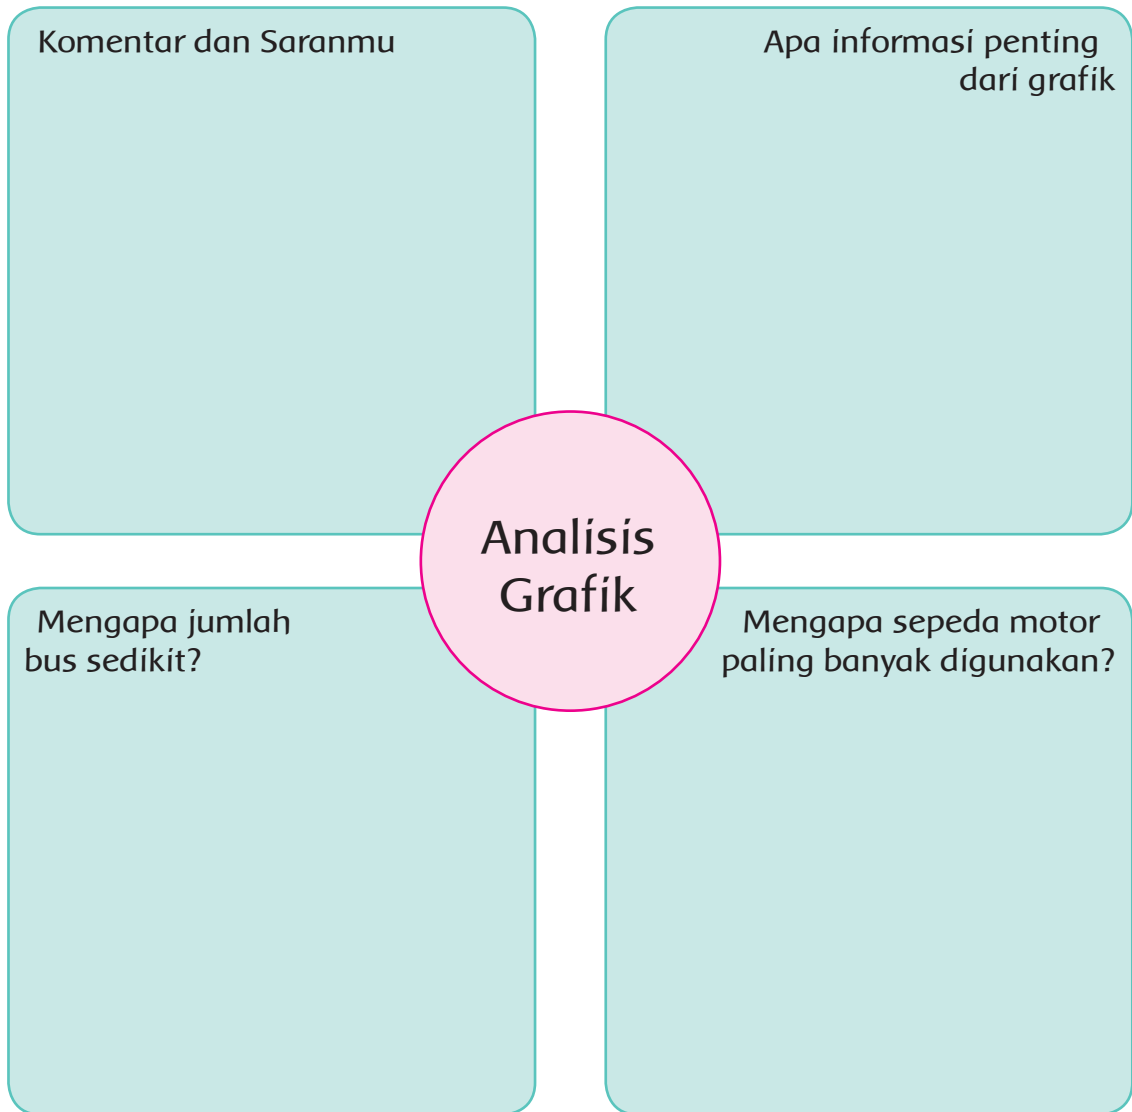 Komentar dan Saranmu
Apa informasi penting
dari grafik
Analisis
Grafik
Mengapa jumlah
bus sedikit?
Mengapa sepeda motor
paling banyak digunakan?